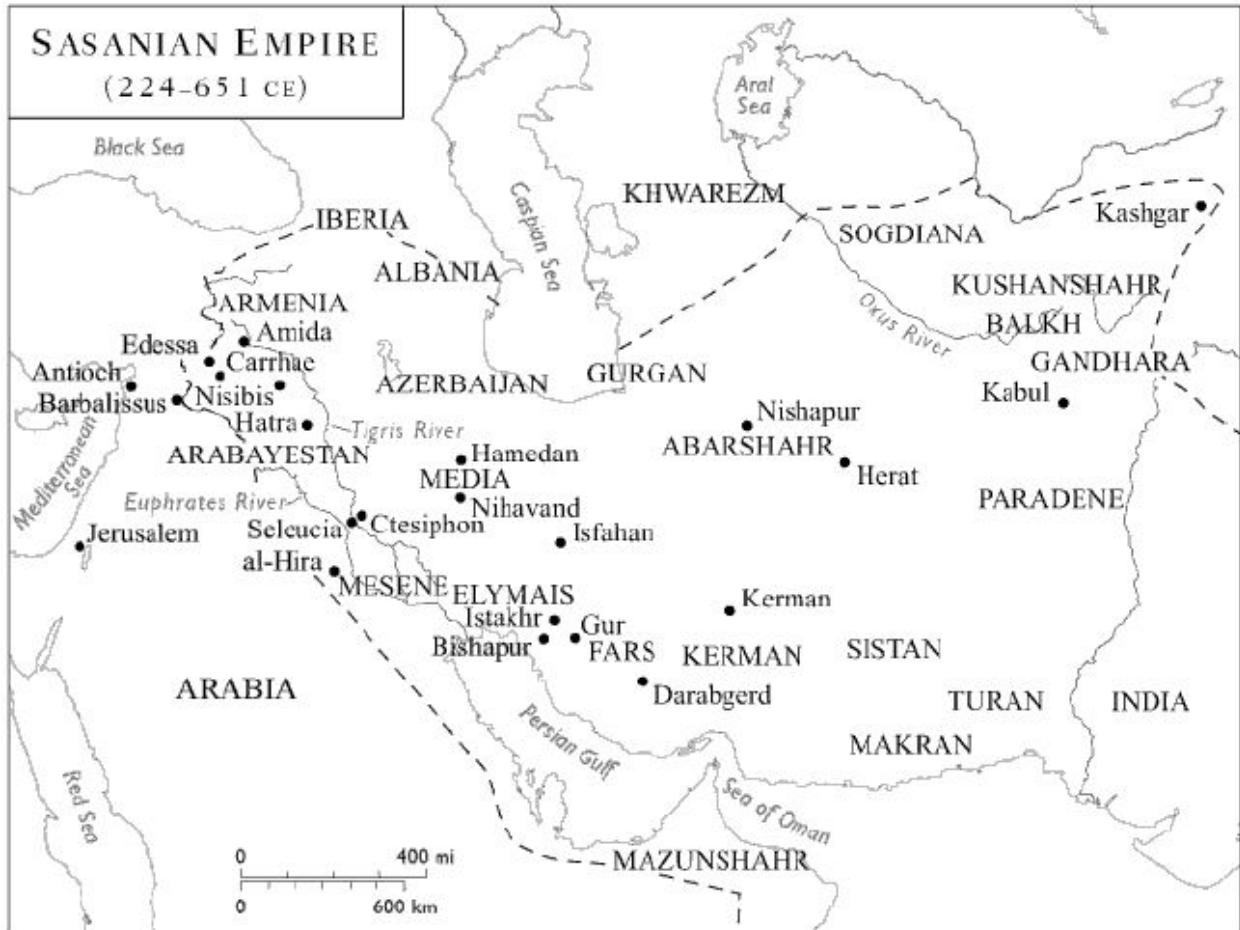 SASANIAN EMPIRE
(224–651 CE)
Black Sea
Aral
Sea
Caspian Sea
KHWAREZM
Kashgar
IBERIA
SOGDIANA
ALBANIA
KUSHANSHAHR
ARMENIA
Oxus River
BALKH
Amida
Edessa
Carrhae
GANDHARA
Antioch
AZERBAIJAN
GURGAN
Barbalissus
Nisibis
Kabul
Hatra
Tigris River
Nishapur
ABARSHAHR
ARABAYESTAN
Hamedan
Herat
MEDIA
Mediterranean
Sea
Euphrates River
Nihavand
PARADENE
Selcucia
Ctesiphon
Isfahan
Jerusalem
al-Hira
MESENE
ELYMAIS
Kerman
Istakhr
Gur
Bishapur
FARS
KERMAN
SISTAN
ARABIA
Darabgerd
TURAN
INDIA
Persian Gulf
MAKRAN
Red Sea
Sea of Oman
0 400 mi
MAZUNSHAHR
0 600 km